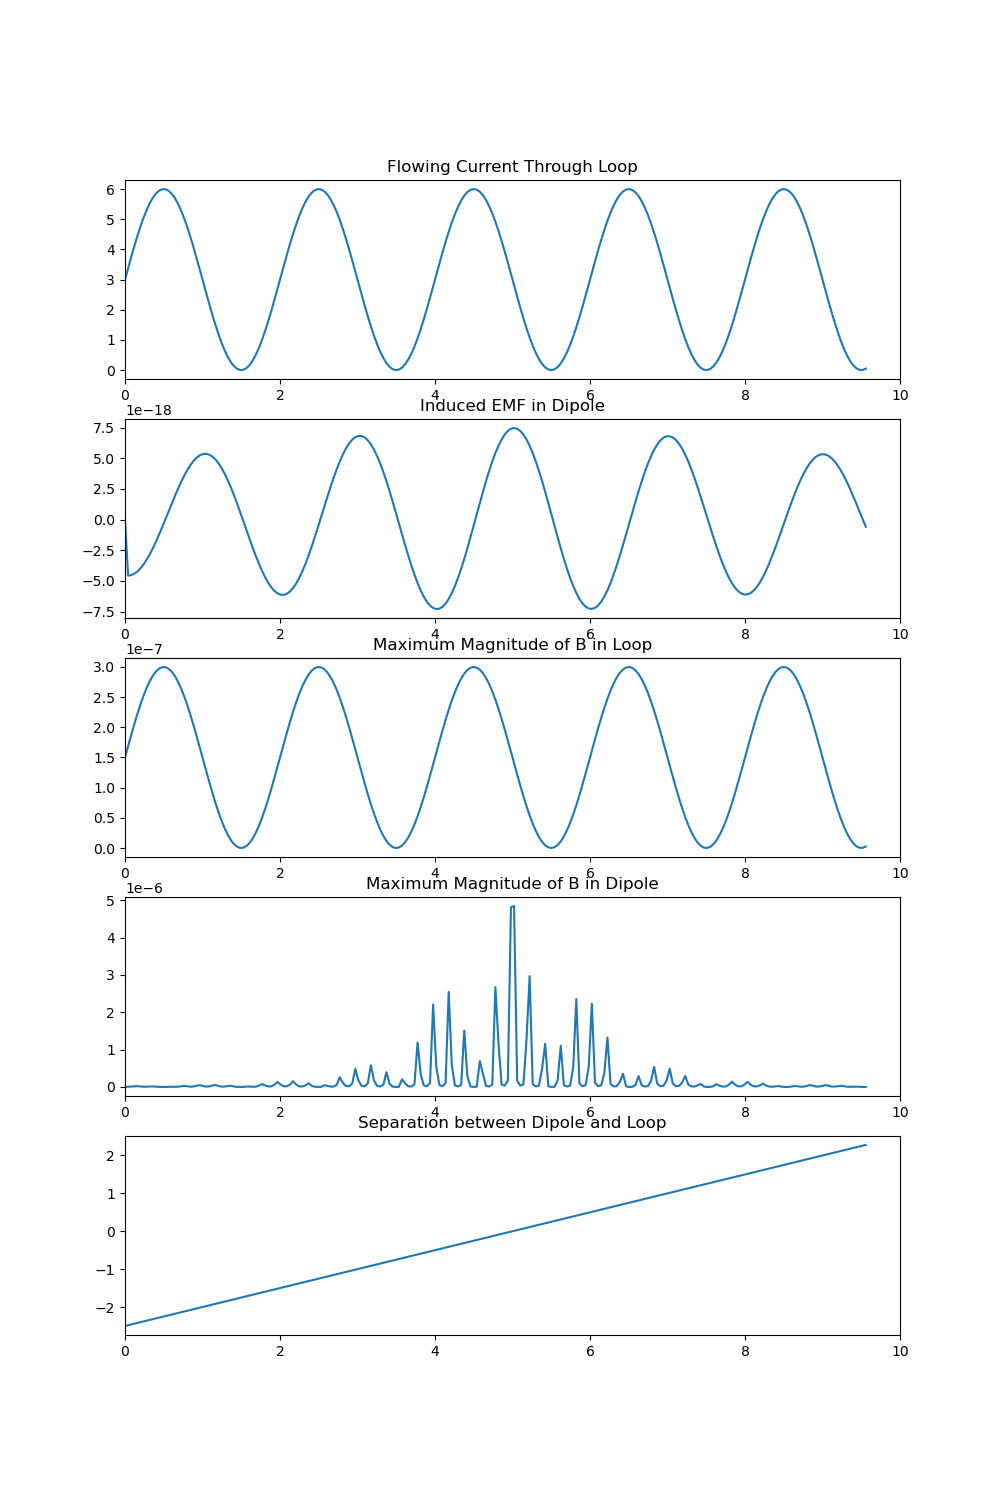 Flowing Current Through Loop
6
5
4
3
2
1
0
0 2 4 6 8 10
1e−18
Induced EMF in Dipole
7.5
5.0
2.5
0.0
−2.5
−5.0
−7.5
0 2 4 6 8 10
1e−7
Maximum Magnitude of B in Loop
3.0
2.5
2.0
1.5
1.0
0.5
0.0
0 2 4 6 8 10
1e−6
Maximum Magnitude of B in Dipole
5
4
3
2
1
0
0 2 4 6 8 10
Separation between Dipole and Loop
2
1
0
−1
−2
0 2 4 6 8 10